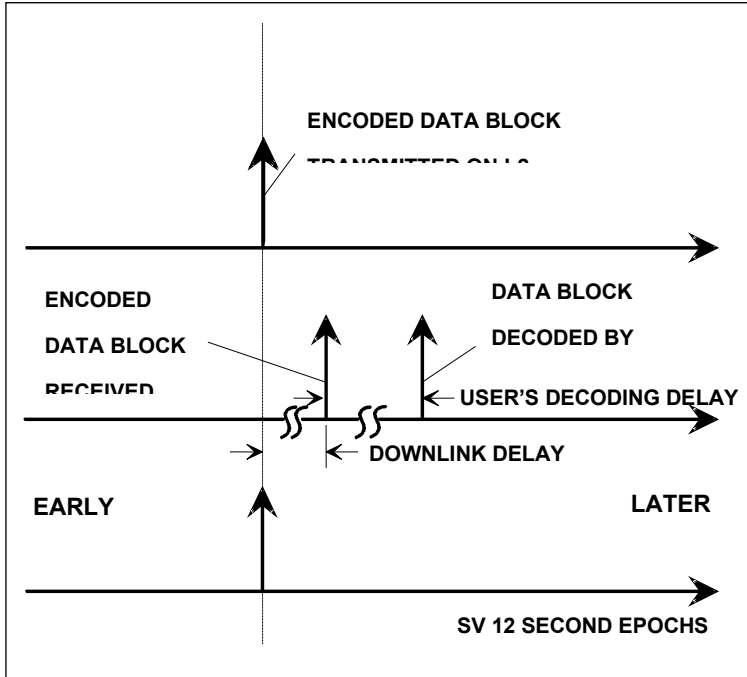 ENCODED DATA BLOCK
TRANSMITTED ON
ENCODED
DATA BLOCK
RECEIVED
DATA BLOCK
DECODED BY
USER'S DECODING DELAY
DOWNLINK DELAY
EARLY
LATER
SV 12 SECOND EPOCHS